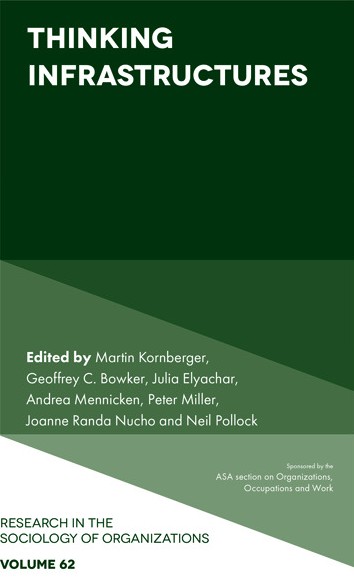 THINKING
INFRASTRUCTURES
Edited by Martin Kornberger,
Geoffrey C. Bowker, Julia Elyachar,
Andrea Mennicken, Peter Miller,
Joanne Randa Nucho and Neil Pollock
Sponsored by the
ASA section on Organizations,
Occupations and Work
RESEARCH IN THE
SOCIOLOGY OF ORGANIZATIONS
VOLUME 62